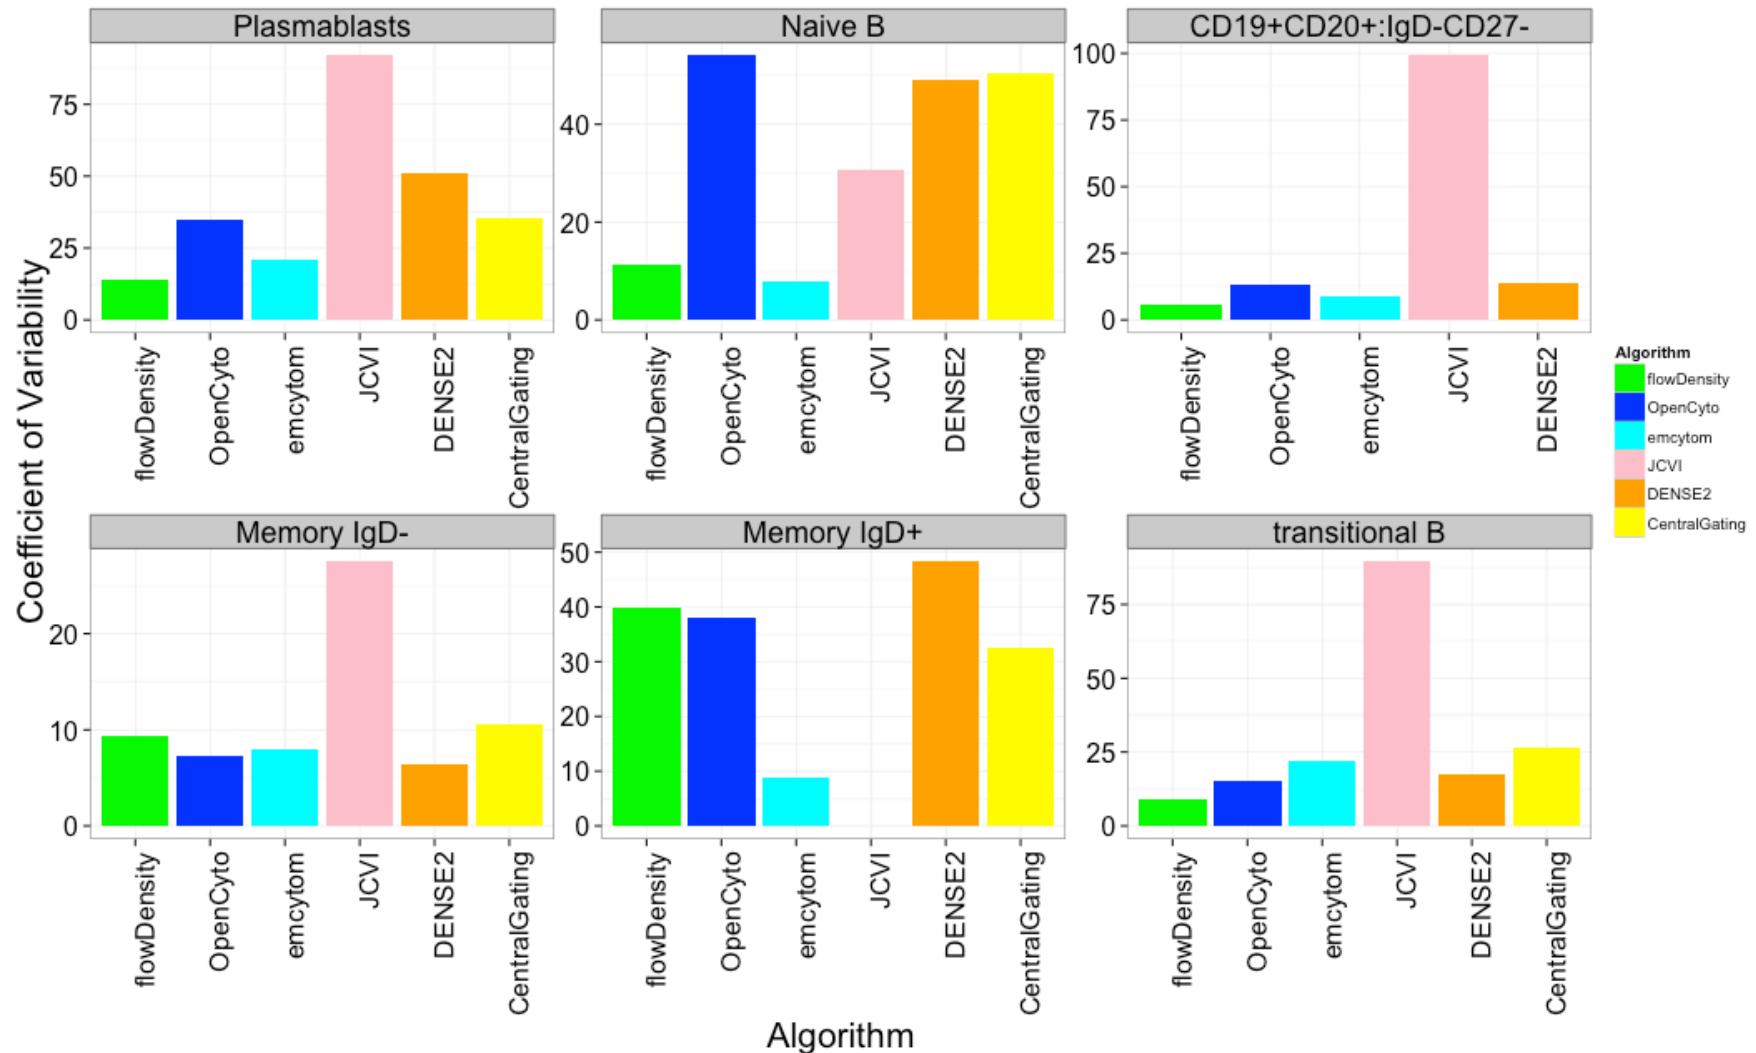 Coefficient of Variability
Plasmablasts
75
50
25
0
flowDensity
OpenCyto
emcytom
JCVI
DENSE2
CentralGating
Naive B
40
20
0
flowDensity
OpenCyto
emcytom
JCVI
DENSE2
CentralGating
CD19+CD20+:IgD-CD27-
100
75
50
25
0
flowDensity
OpenCyto
emcytom
JCVI
DENSE2
Memory IgD-
20
10
0
flowDensity
OpenCyto
emcytom
JCVI
DENSE2
CentralGating
Memory IgD+
50
40
30
20
10
0
flowDensity
OpenCyto
emcytom
JCVI
DENSE2
CentralGating
transitional B
75
50
25
0
flowDensity
OpenCyto
emcytom
JCVI
DENSE2
CentralGating
Algorithm
Algorithm
flowDensity
OpenCyto
emcytom
JCVI
DENSE2
CentralGating